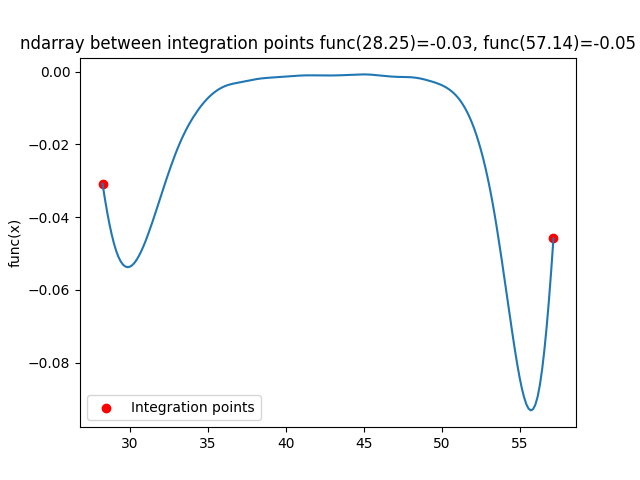 ndarray between integration points func(28.25)=-0.03, func(57.14)=-0.05
0.00
−0.02
−0.04
−0.06
−0.08
func(x)
Integration points
30 35 40 45 50 55